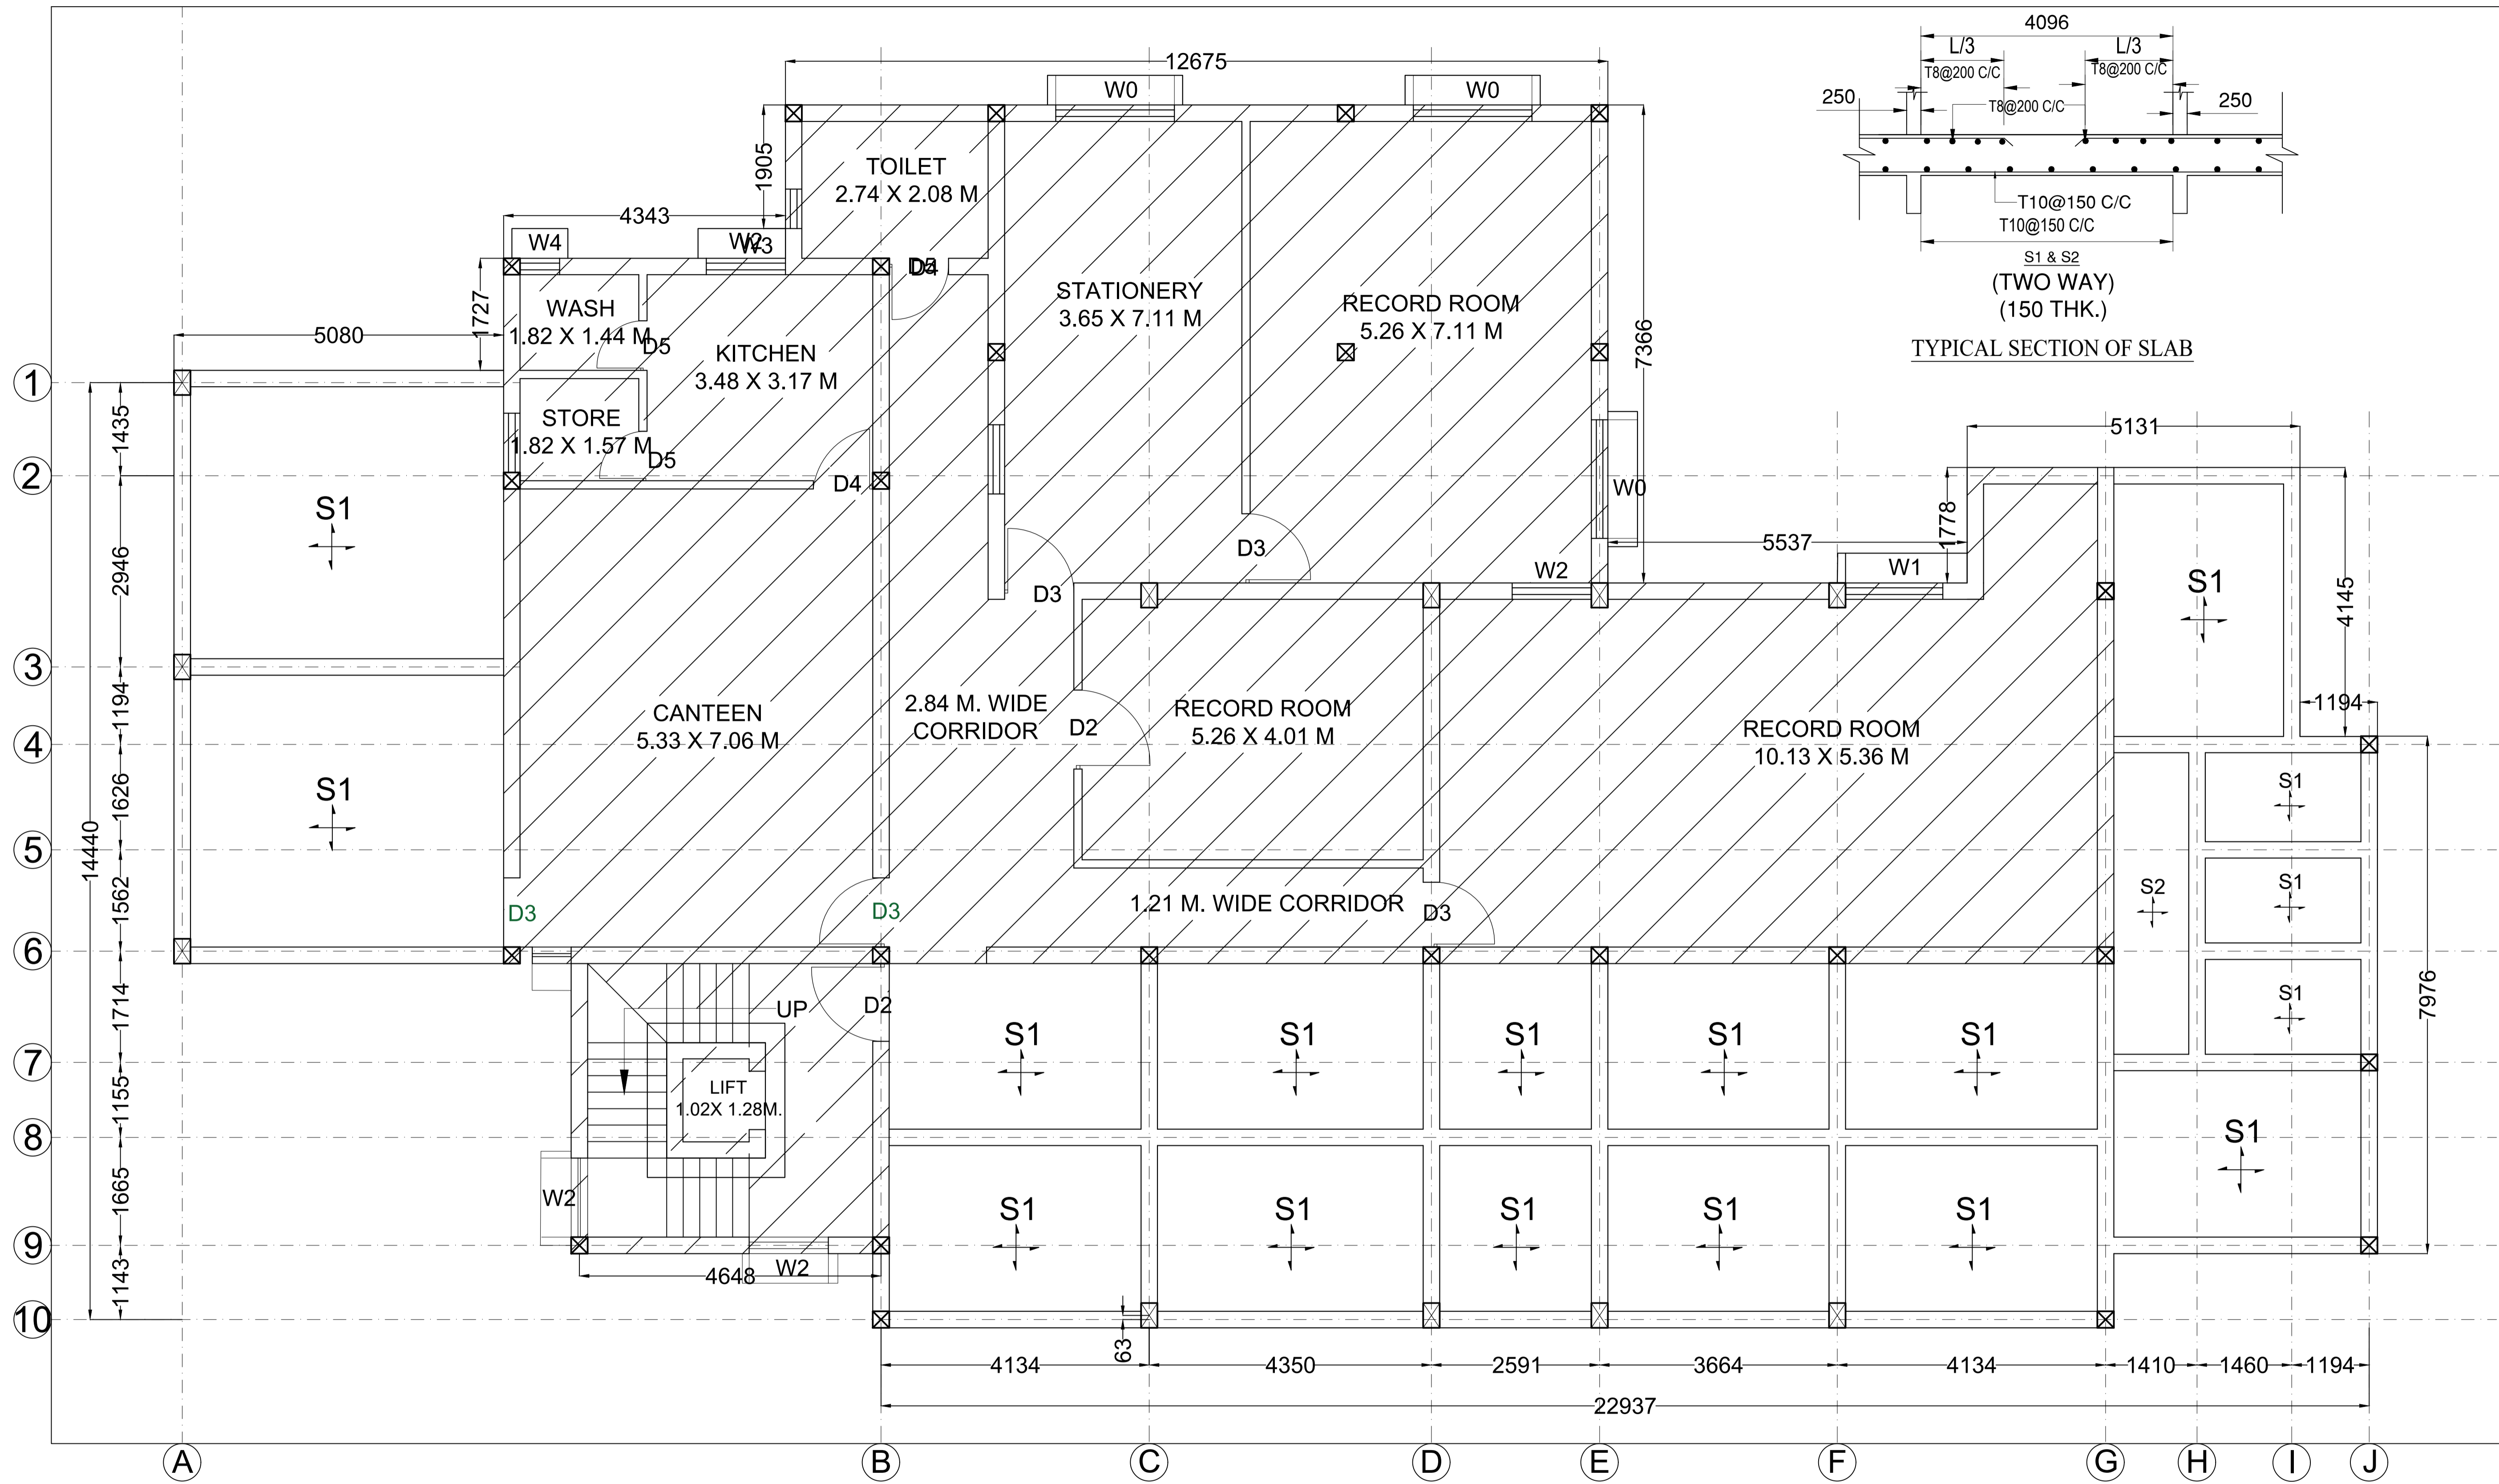 4096
L/3
L/3
T8@200 C/C
T8@200 C/C
250
T8@200 C/C
250
T10@150 C/C
T10@150 C/C
S1 & S2
(TWO WAY)
(150 THK.)
TYPICAL SECTION OF SLAB
12675
W0
W0
1905
TOILET
2.74 X 2.08 M
4343
W4
W2
W3
D5
D4
1727
WASH
1.82 X 1.44 M
D5
STATIONERY
3.65 X 7.11 M
RECORD ROOM
5.26 X 7.11 M
7366
5080
KITCHEN
3.48 X 3.17 M
1
1435
STORE
1.82 X 1.57 M
D5
D4
2
5131
W0
1778
S1
2946
D3
5537
W2
W1
D3
S1
4145
3
1194
2.84 M. WIDE
CORRIDOR
D2
CANTEEN
5.33 X 7.06 M
RECORD ROOM
5.26 X 4.01 M
RECORD ROOM
10.13 X 5.36 M
1194
4
S1
1626
S1
14440
5
1562
D3
D3
1.21 M. WIDE CORRIDOR
D3
S2
S1
6
1714
UP
D2
S1
S1
S1
S1
S1
S1
7976
7
1155
LIFT
1.02X 1.28M.
8
S1
1665
W2
S1
S1
S1
S1
S1
9
4648
W2
1143
10
63
4134
4350
2591
3664
4134
1410
1460
1194
22937
A
B
C
D
E
F
G
H
I
J